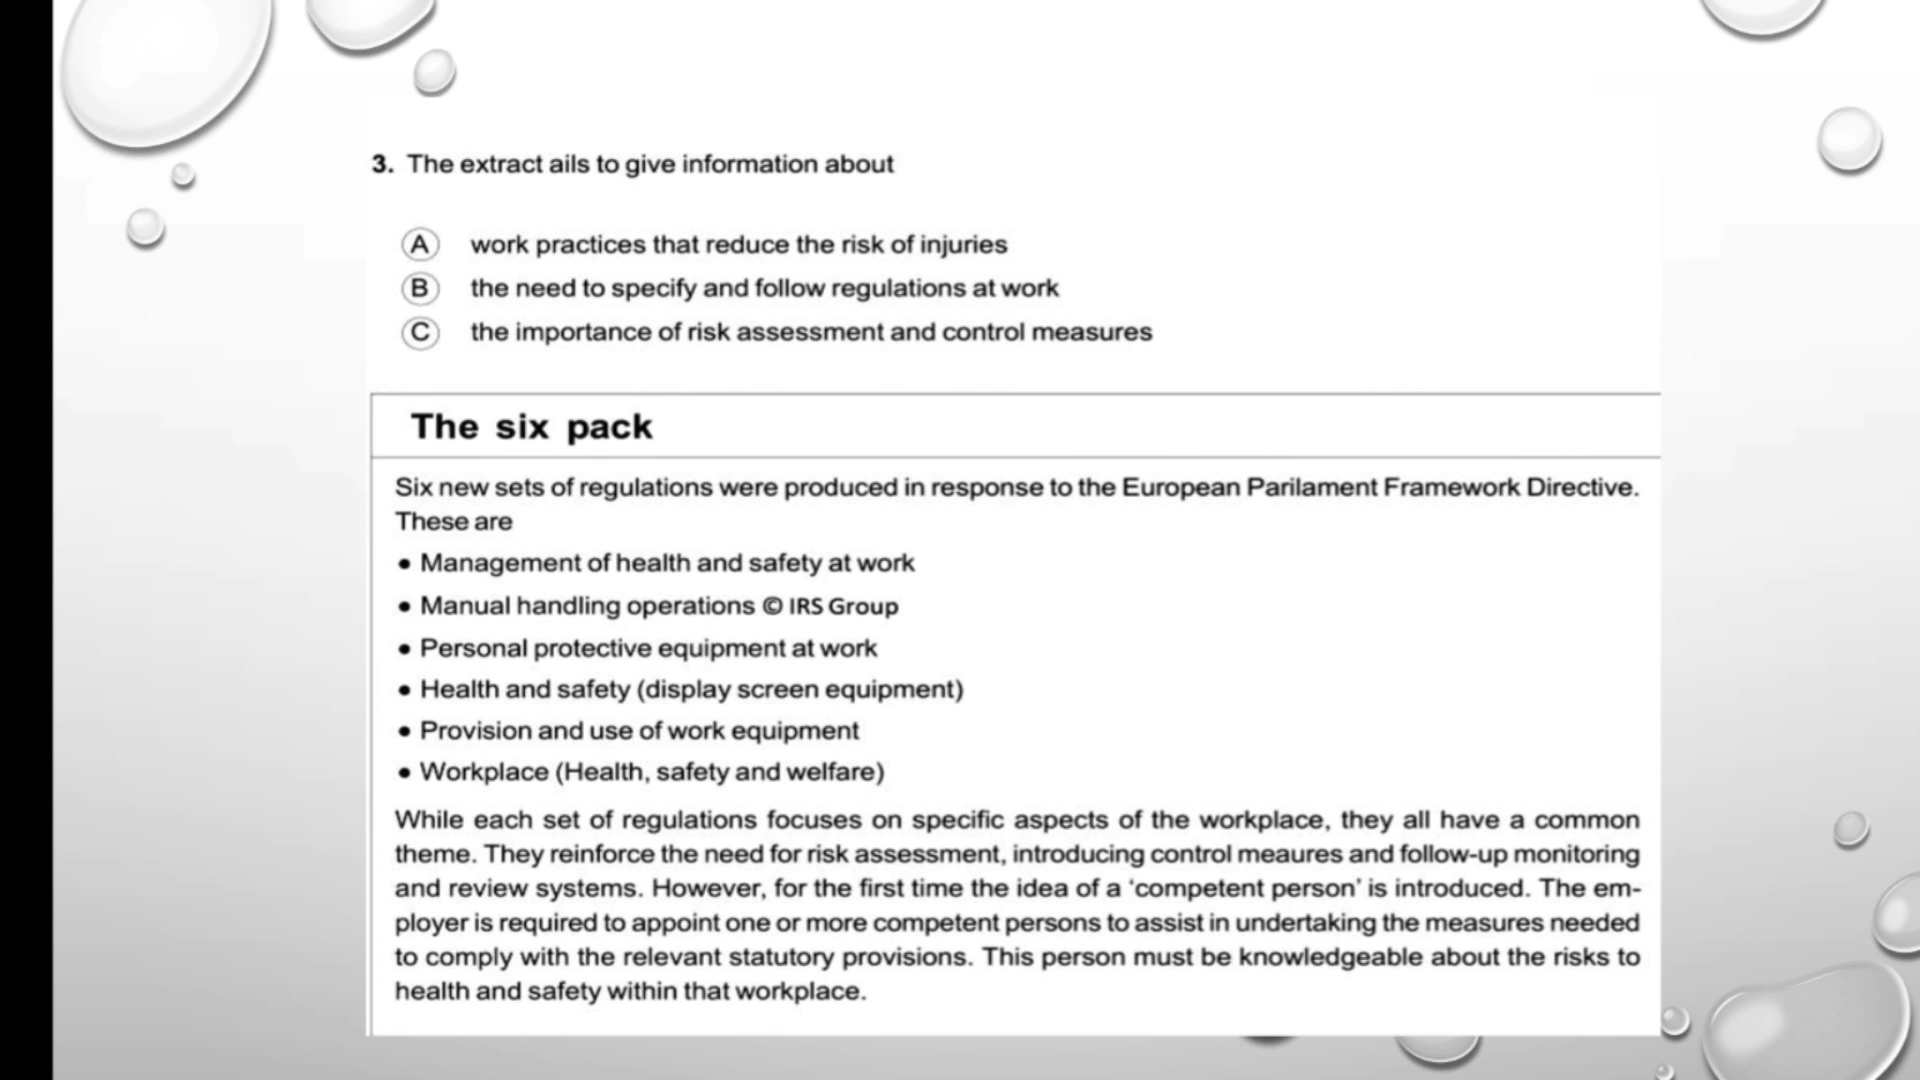 3. The extract ails to give information about
A work practices that reduce the risk of injuries
B the need to specify and follow regulations at work
C the importance of risk assessment and control measures
The six pack
Six new sets of regulations were produced in response to the European Parilament Framework Directive.
These are
• Management of health and safety at work
• Manual handling operations © IRS Group
• Personal protective equipment at work
• Health and safety (display screen equipment)
• Provision and use of work equipment
• Workplace (Health, safety and welfare)
While each set of regulations focuses on specific aspects of the workplace, they all have a common
theme. They reinforce the need for risk assessment, introducing control meaures and follow-up monitoring
and review systems. However, for the first time the idea of a ‘competent person’ is introduced. The em-
ployer is required to appoint one or more competent persons to assist in undertaking the measures needed
to comply with the relevant statutory provisions. This person must be knowledgeable about the risks to
health and safety within that workplace.